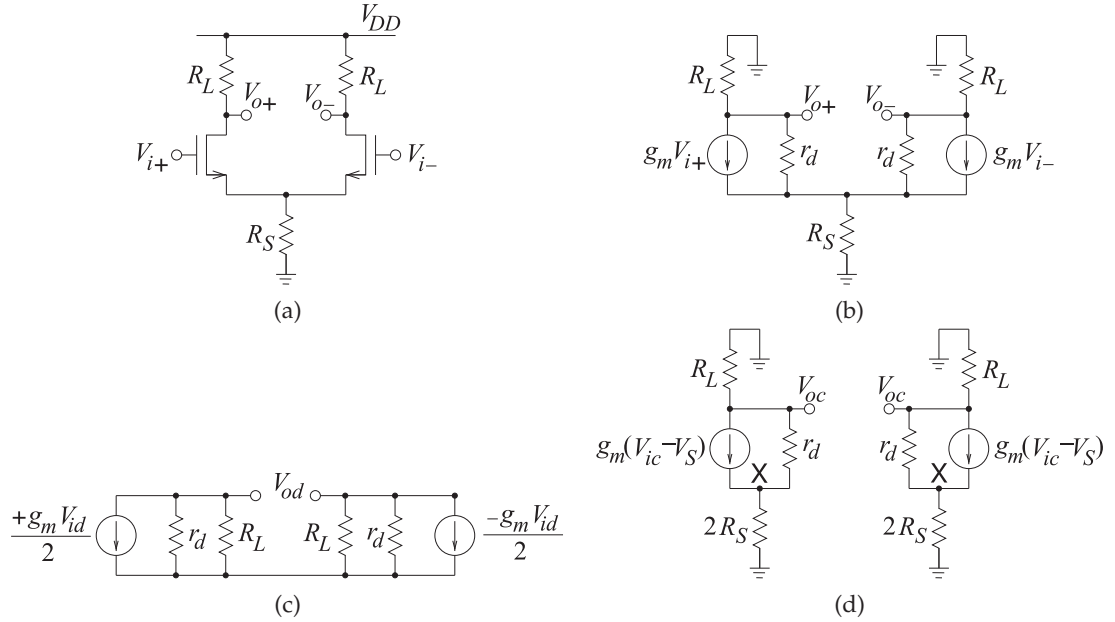 V_DD
R_L R_L
V_o+ V_o−
V_i+ V_i−
R_S
(a)
R_L R_L
V_o+ V_o−
g_m V_i+ r_d r_d g_m V_i−
R_S
(b)
V_od
+g_m V_id
2
r_d R_L R_L r_d
−g_m V_id
2
(c)
R_L R_L
V_oc V_oc
g_m(V_ic−V_S) r_d r_d g_m(V_ic−V_S)
X X
2R_S 2R_S
(d)